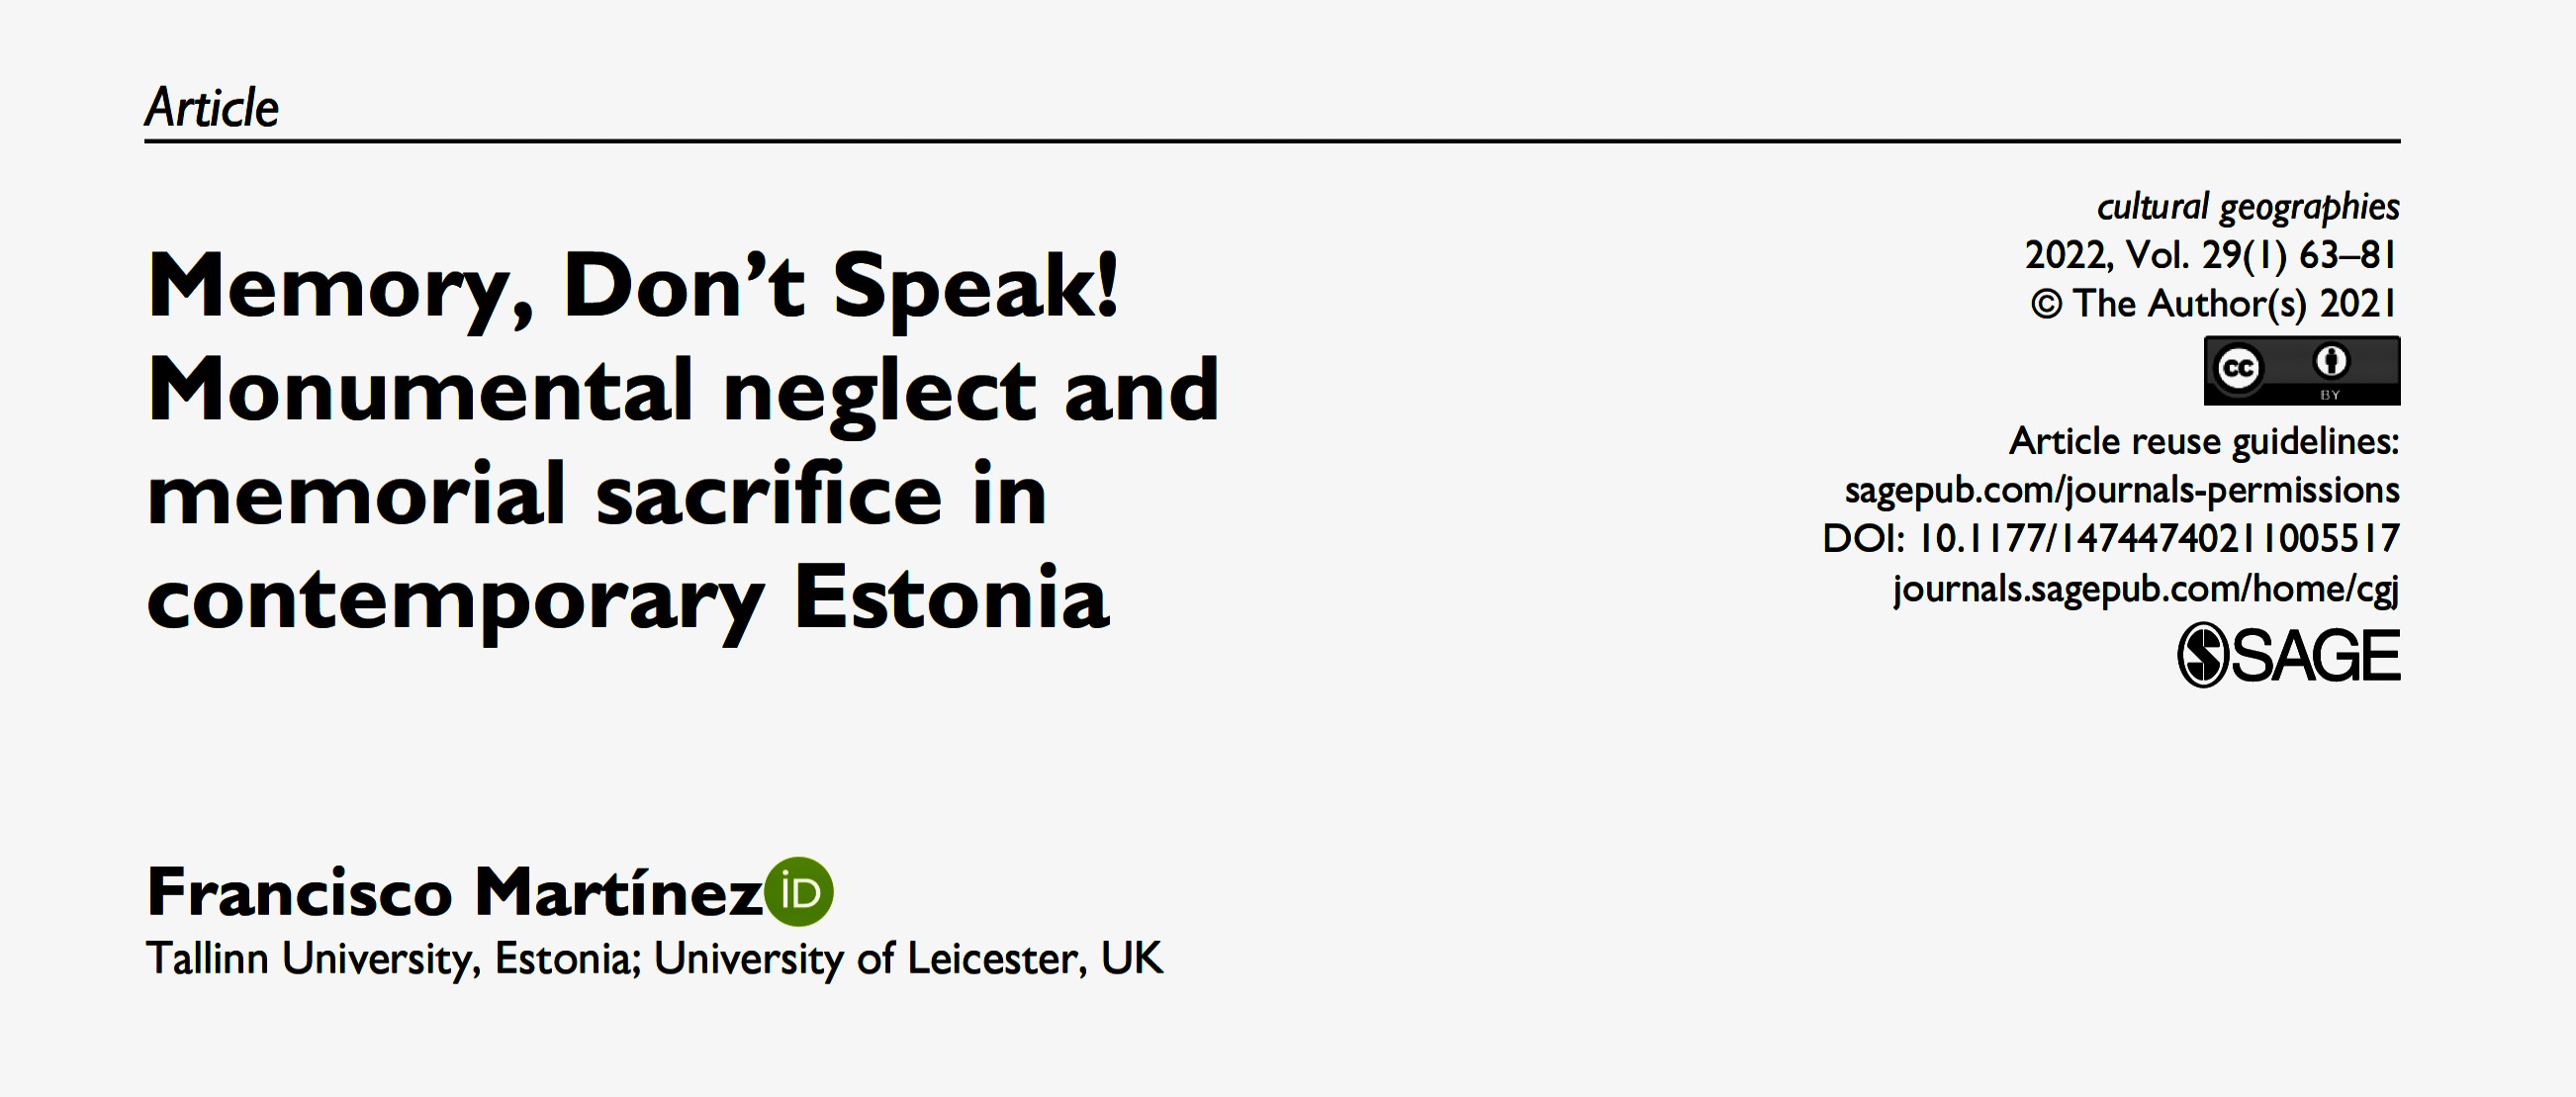 Article
Memory, Don’t Speak!
Monumental neglect and
memorial sacrifice in
contemporary Estonia
cultural geographies
2022, Vol. 29(1) 63–81
© The Author(s) 2021
cc
BY
Article reuse guidelines:
sagepub.com/journals-permissions
DOI: 10.1177/14744740211005517
journals.sagepub.com/home/cgj
SSAGE
Francisco Martínez iD
Tallinn University, Estonia; University of Leicester, UK